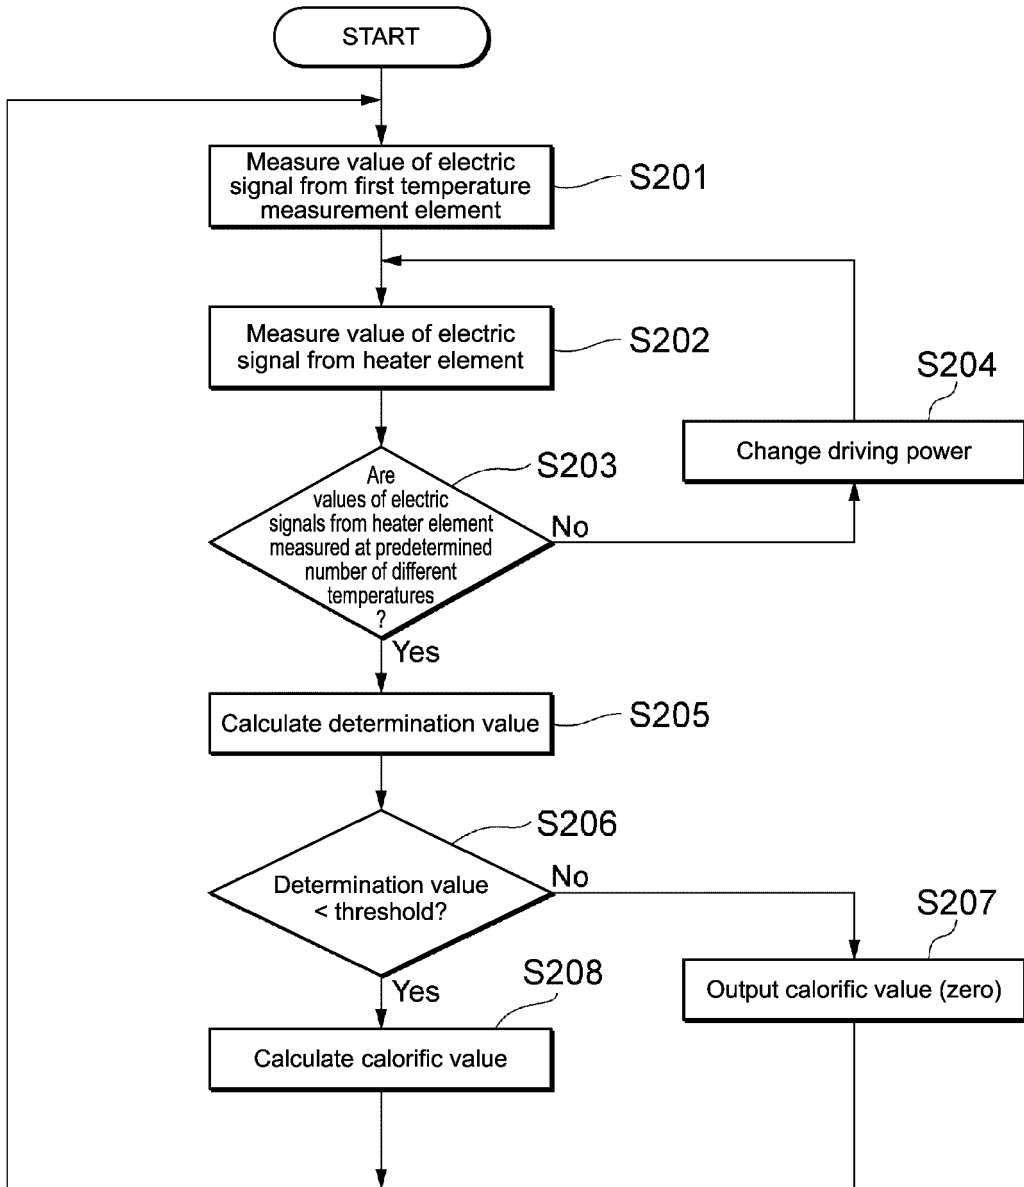 START
Measure value of electric
signal from first temperature
measurement element
S201
Measure value of electric
signal from heater element
S202
S204
Change driving power
S203
Are
values of electric
signals from heater element
measured at predetermined
number of different
temperatures
?
No
Yes
Calculate determination value
S205
S206
Determination value
< threshold?
No
Yes
S207
Output calorific value (zero)
S208
Calculate calorific value